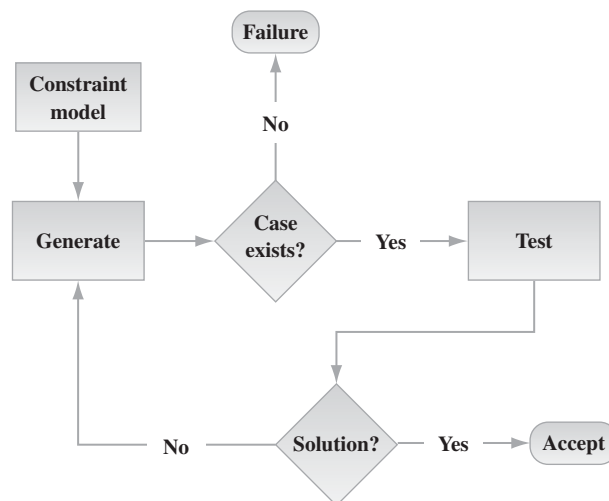 Failure
Constraint
model
No
Generate
Case
exists?
Yes
Test
No
Solution?
Yes
Accept